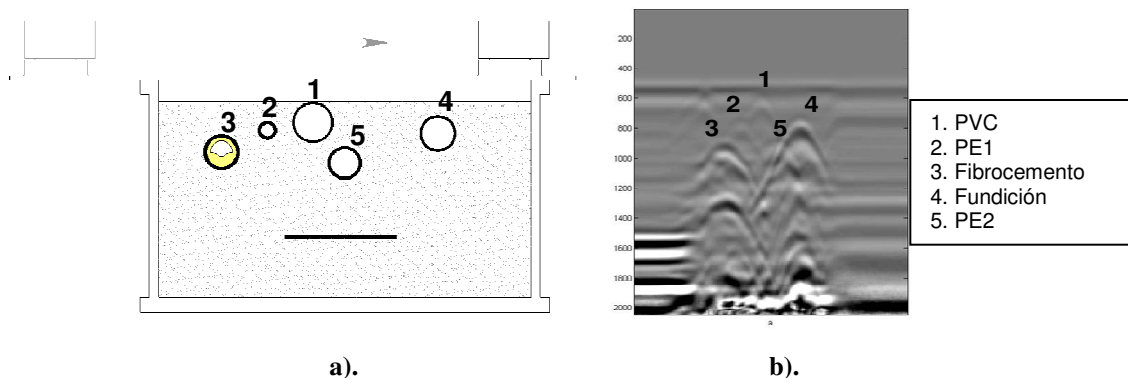 1
2
3
4
5
200
400
600
800
1000
1200
1400
1600
1800
2000
1
2
4
3
5
a
1. PVC
2. PE1
3. Fibrocemento
4. Fundición
5. PE2
a).
b).